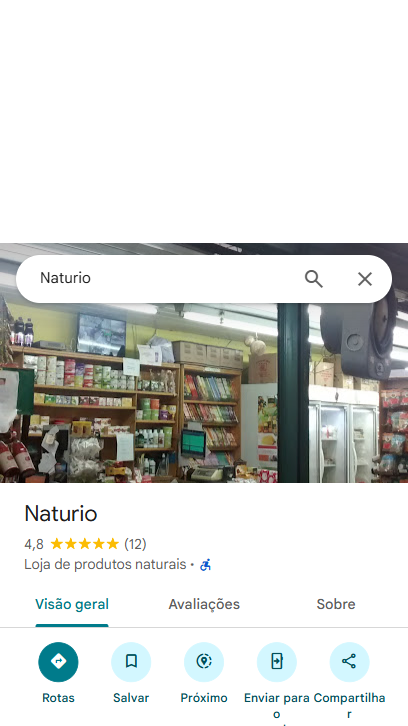 Naturio
Naturio
4,8 (12)
Loja de produtos naturais ·
Visão geral Avaliações Sobre
Rotas Salvar Próximo Enviar para o Compartilhar